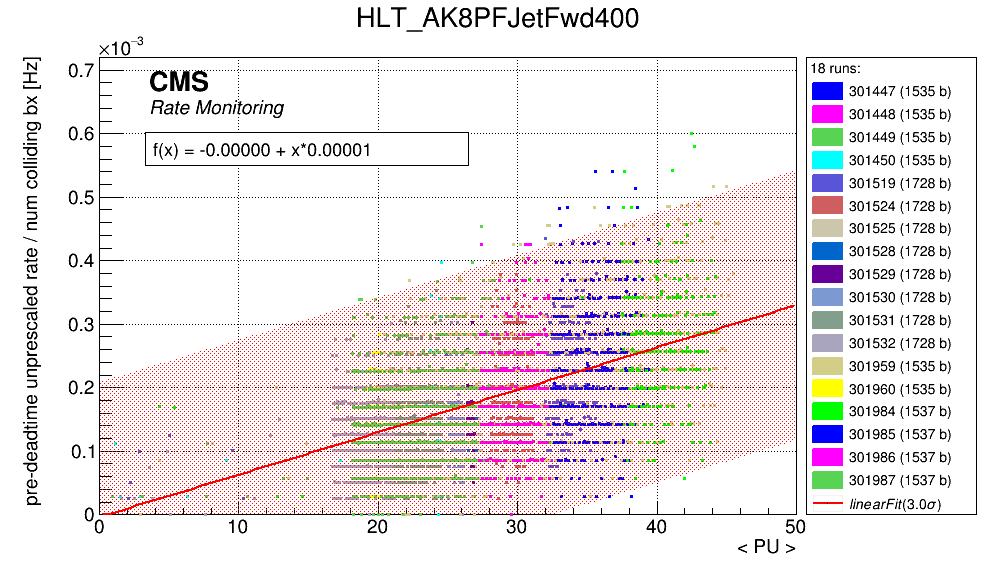 HLT_AK8PFJetFwd400
×10⁻³
CMS
Rate Monitoring
f(x) = -0.00000 + x*0.00001
pre-deadtime unprescaled rate / num colliding bx [Hz]
0.7
0.6
0.5
0.4
0.3
0.2
0.1
0
0 10 20 30 40 50
< PU >
18 runs:
301447 (1535 b)
301448 (1535 b)
301449 (1535 b)
301450 (1535 b)
301519 (1728 b)
301524 (1728 b)
301525 (1728 b)
301528 (1728 b)
301529 (1728 b)
301530 (1728 b)
301531 (1728 b)
301532 (1728 b)
301959 (1535 b)
301960 (1535 b)
301984 (1537 b)
301985 (1537 b)
301986 (1537 b)
301987 (1537 b)
linearFit(3.0σ)